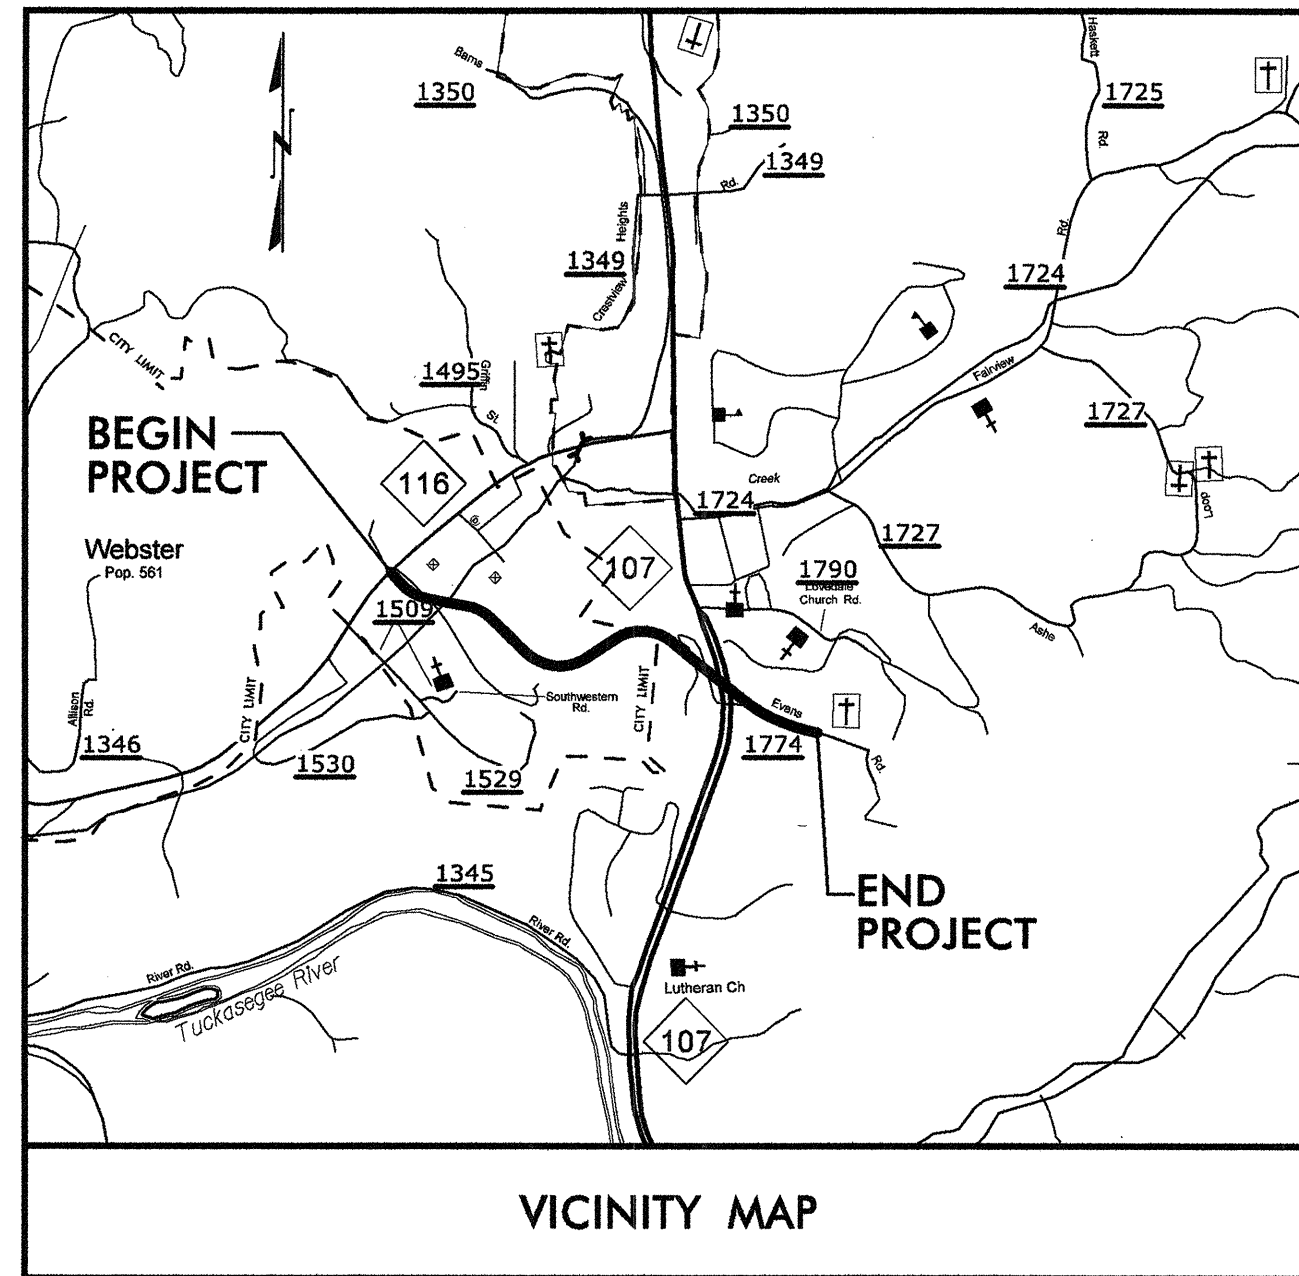 Barns
1350
1350
1349
Rd.
Heights
1349
Crestview
Haskett
1725
Rd.
Rd.
1724
CITY LIMIT
1495
Griffin
St.
BEGIN
PROJECT
116
Fairview
1727
Creek
1724
Loop
Webster
Pop. 561
107
1727
1790
Lovedale
Church Rd.
1509
Ashe
Allison
Rd.
CITY LIMIT
Southwestern
Rd.
CITY LIMIT
Evans
1346
1530
1529
1774
Rd.
1345
END
PROJECT
River Rd.
River Rd.
Tuckasegee River
Lutheran Ch
107
VICINITY MAP